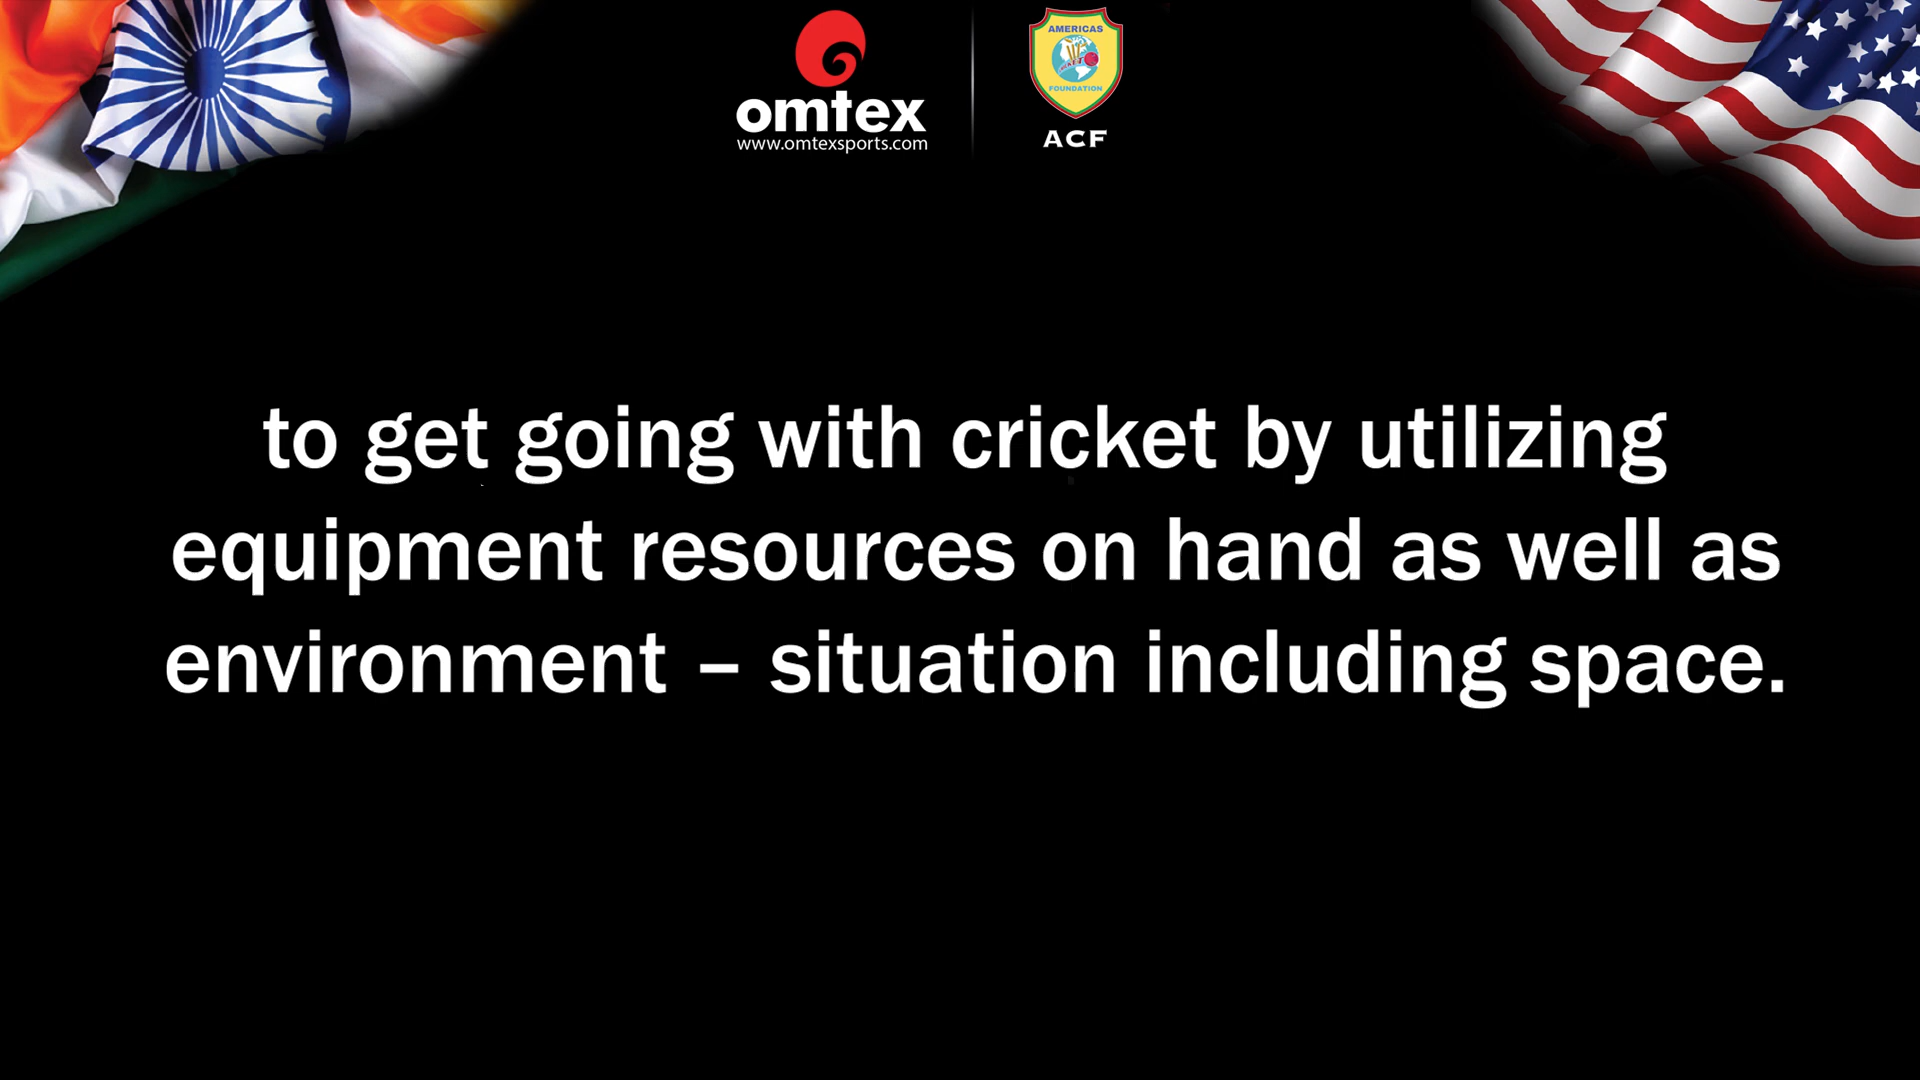 omtex
www.omtexsports.com
AMERICAS
CRICKET
FOUNDATION
ACF
to get going with cricket by utilizing
equipment resources on hand as well as
environment – situation including space.